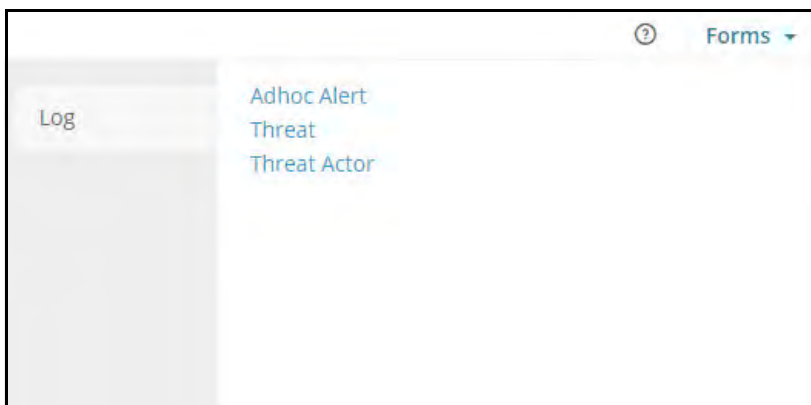 Forms
Log
Adhoc Alert
Threat
Threat Actor